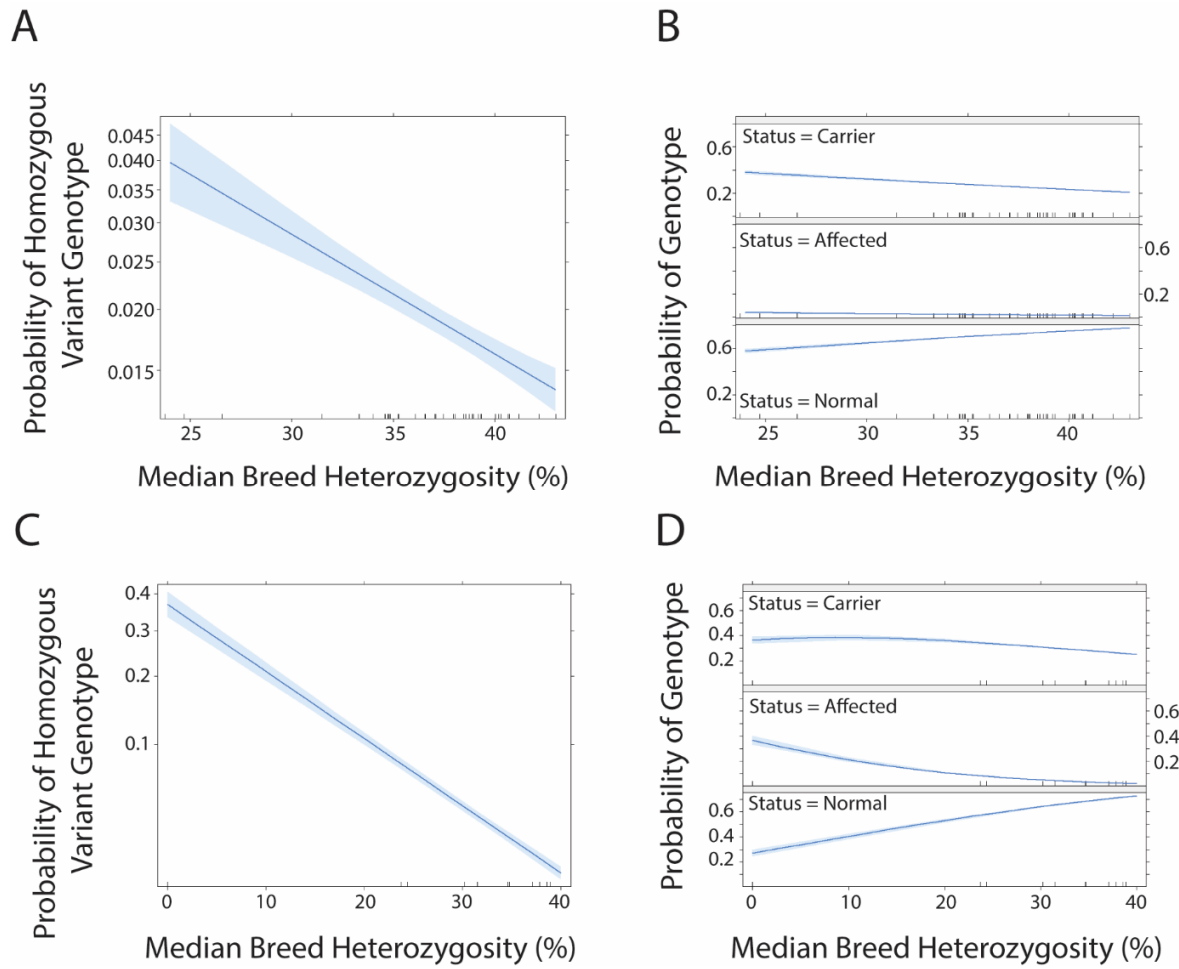 A
Probability of Homozygous
Variant Genotype
0.045
0.040
0.035
0.030
0.025
0.020
0.015
25 30 35 40
Median Breed Heterozygosity (%)
B
Probability of Genotype
Status = Carrier
0.6
0.2
Status = Affected
0.6
0.2
0.6
0.2
Status = Normal
25 30 35 40
Median Breed Heterozygosity (%)
C
Probability of Homozygous
Variant Genotype
0.4
0.3
0.2
0.1
0 10 20 30 40
Median Breed Heterozygosity (%)
D
Probability of Genotype
Status = Carrier
0.6
0.4
0.2
Status = Affected
0.6
0.4
0.2
Status = Normal
0.6
0.4
0.2
0 10 20 30 40
Median Breed Heterozygosity (%)